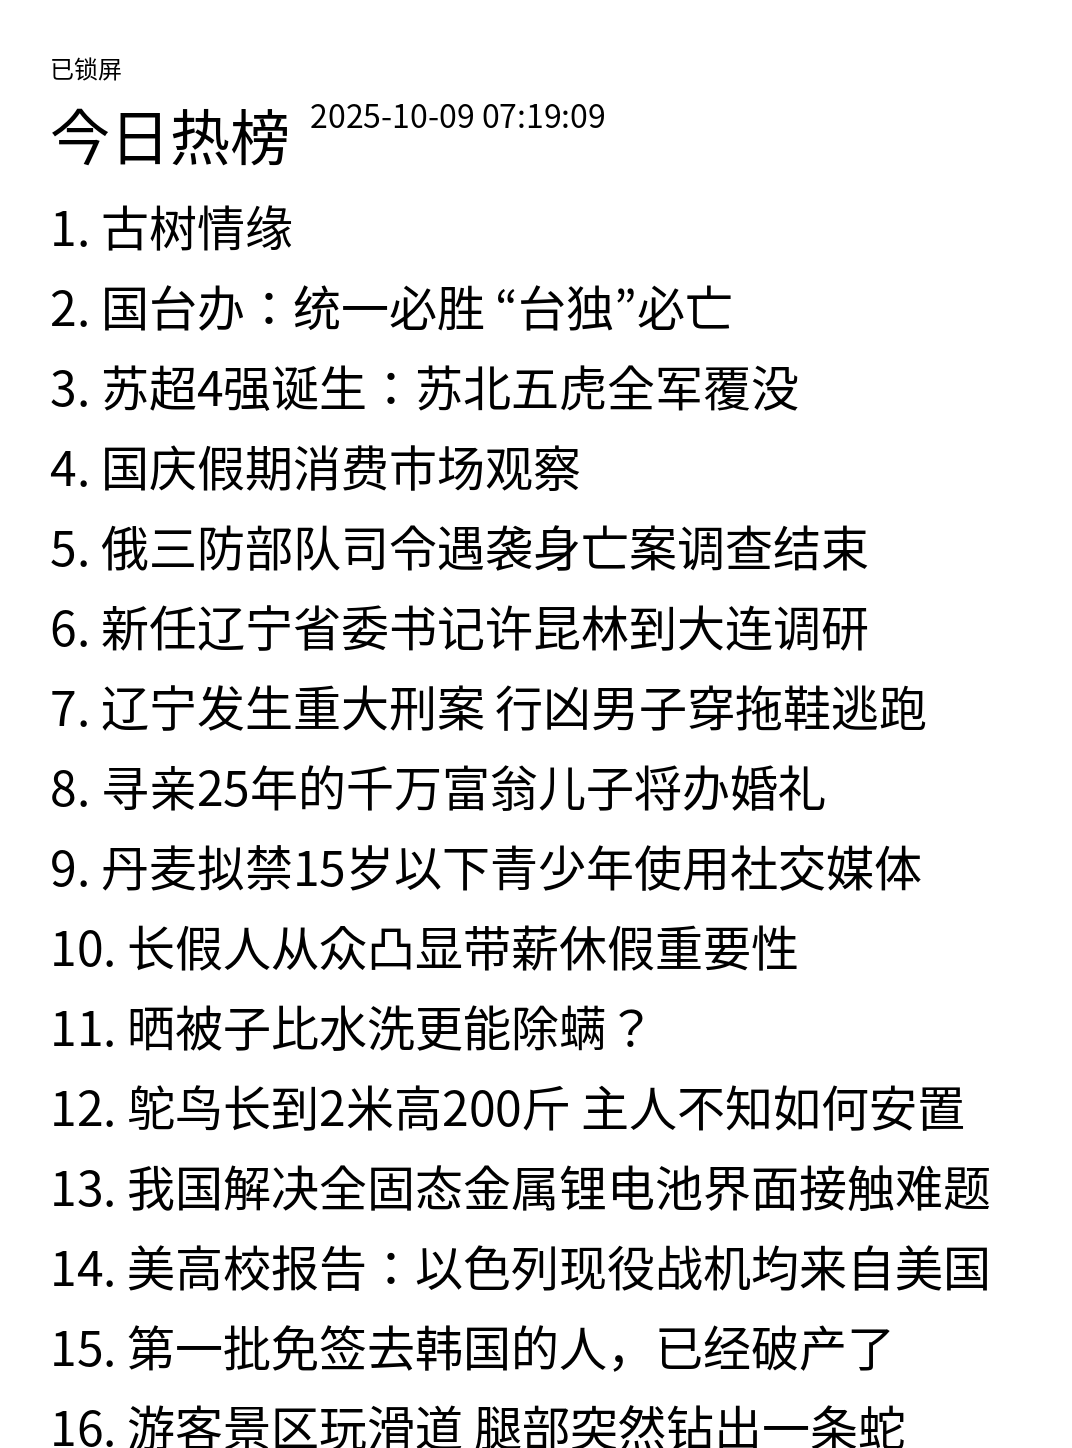 已锁屏
今日热榜 2025-10-09 07:19:09
1. 古树情缘
2. 国台办：统一必胜 “台独”必亡
3. 苏超4强诞生：苏北五虎全军覆没
4. 国庆假期消费市场观察
5. 俄三防部队司令遇袭身亡案调查结束
6. 新任辽宁省委书记许昆林到大连调研
7. 辽宁发生重大刑案 行凶男子穿拖鞋逃跑
8. 寻亲25年的千万富翁儿子将办婚礼
9. 丹麦拟禁15岁以下青少年使用社交媒体
10. 长假人从众凸显带薪休假重要性
11. 晒被子比水洗更能除螨？
12. 鸵鸟长到2米高200斤 主人不知如何安置
13. 我国解决全固态金属锂电池界面接触难题
14. 美高校报告：以色列现役战机均来自美国
15. 第一批免签去韩国的人，已经破产了
16. 游客景区玩滑道 腿部突然钻出一条蛇